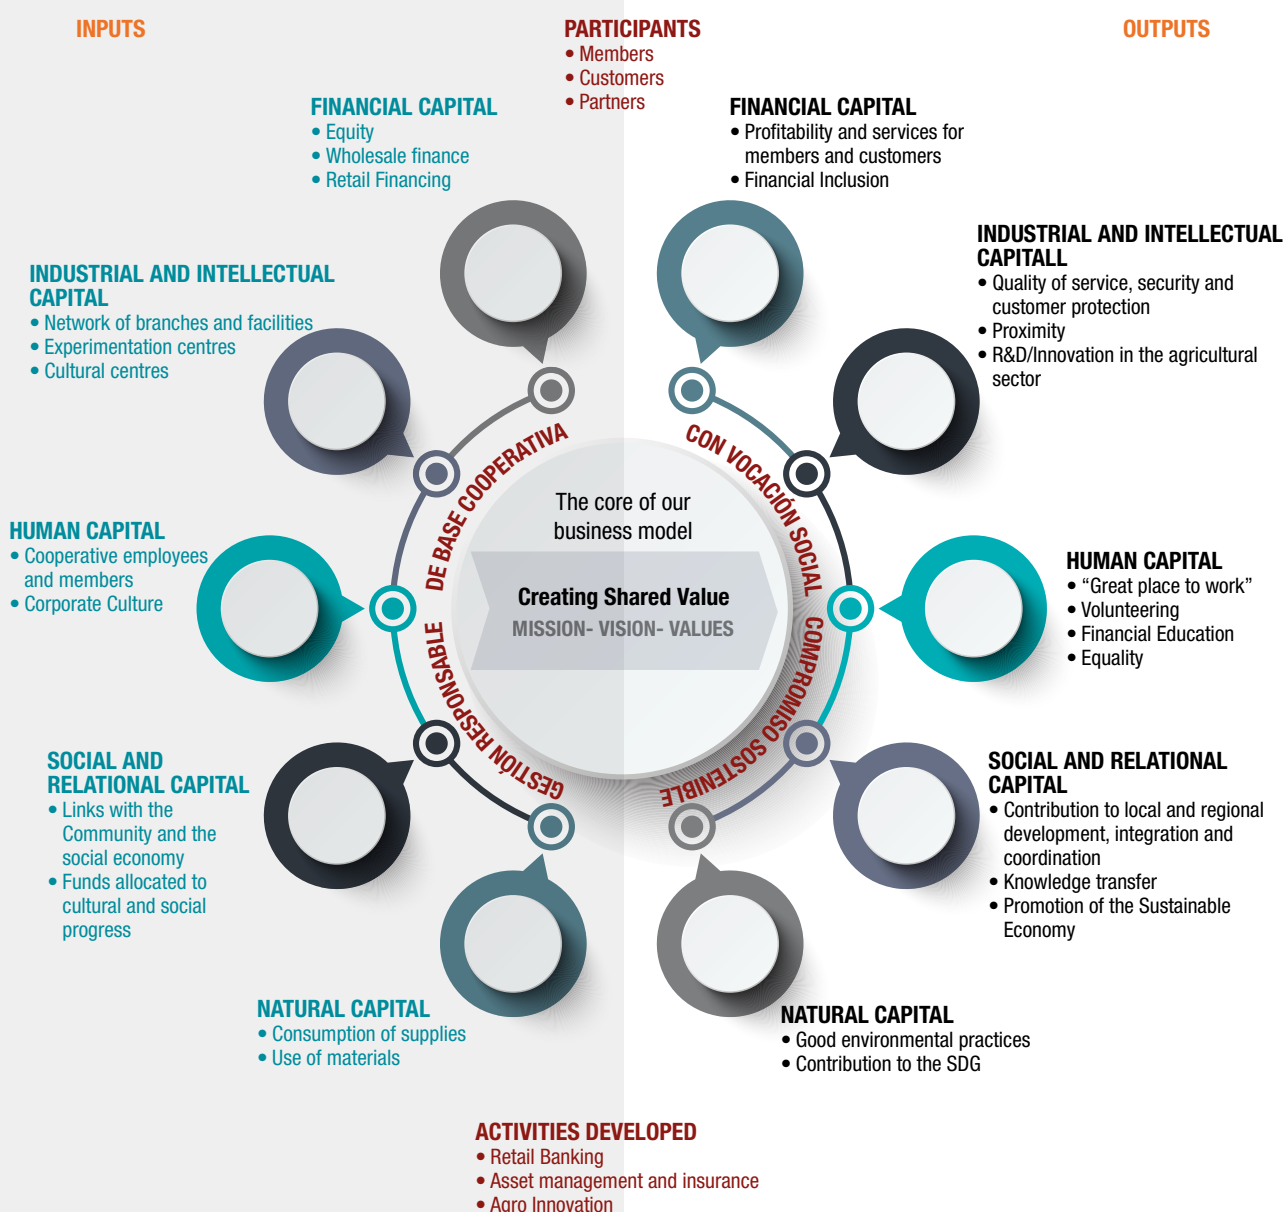 INPUTS
PARTICIPANTS
• Members
• Customers
• Partners
OUTPUTS
FINANCIAL CAPITAL
• Equity
• Wholesale finance
• Retail Financing
FINANCIAL CAPITAL
• Profitability and services for
members and customers
• Financial Inclusion
INDUSTRIAL AND INTELLECTUAL
CAPITAL
• Network of branches and facilities
• Experimentation centres
• Cultural centres
INDUSTRIAL AND INTELLECTUAL
CAPITALL
• Quality of service, security and
customer protection
• Proximity
• R&D/Innovation in the agricultural
sector
DE BASE COOPERATIVA
CON VOCACIÓN SOCIAL
The core of our
business model
Creating Shared Value
MISSION- VISION- VALUES
GESTIÓN RESPONSABLE
COMPROMISO SOSTENIBLE
HUMAN CAPITAL
• Cooperative employees
and members
• Corporate Culture
HUMAN CAPITAL
• “Great place to work”
• Volunteering
• Financial Education
• Equality
SOCIAL AND
RELATIONAL CAPITAL
• Links with the
Community and the
social economy
• Funds allocated to
cultural and social
progress
SOCIAL AND RELATIONAL
CAPITAL
• Contribution to local and regional
development, integration and
coordination
• Knowledge transfer
• Promotion of the Sustainable
Economy
NATURAL CAPITAL
• Consumption of supplies
• Use of materials
NATURAL CAPITAL
• Good environmental practices
• Contribution to the SDG
ACTIVITIES DEVELOPED
• Retail Banking
• Asset management and insurance
• Agro Innovation